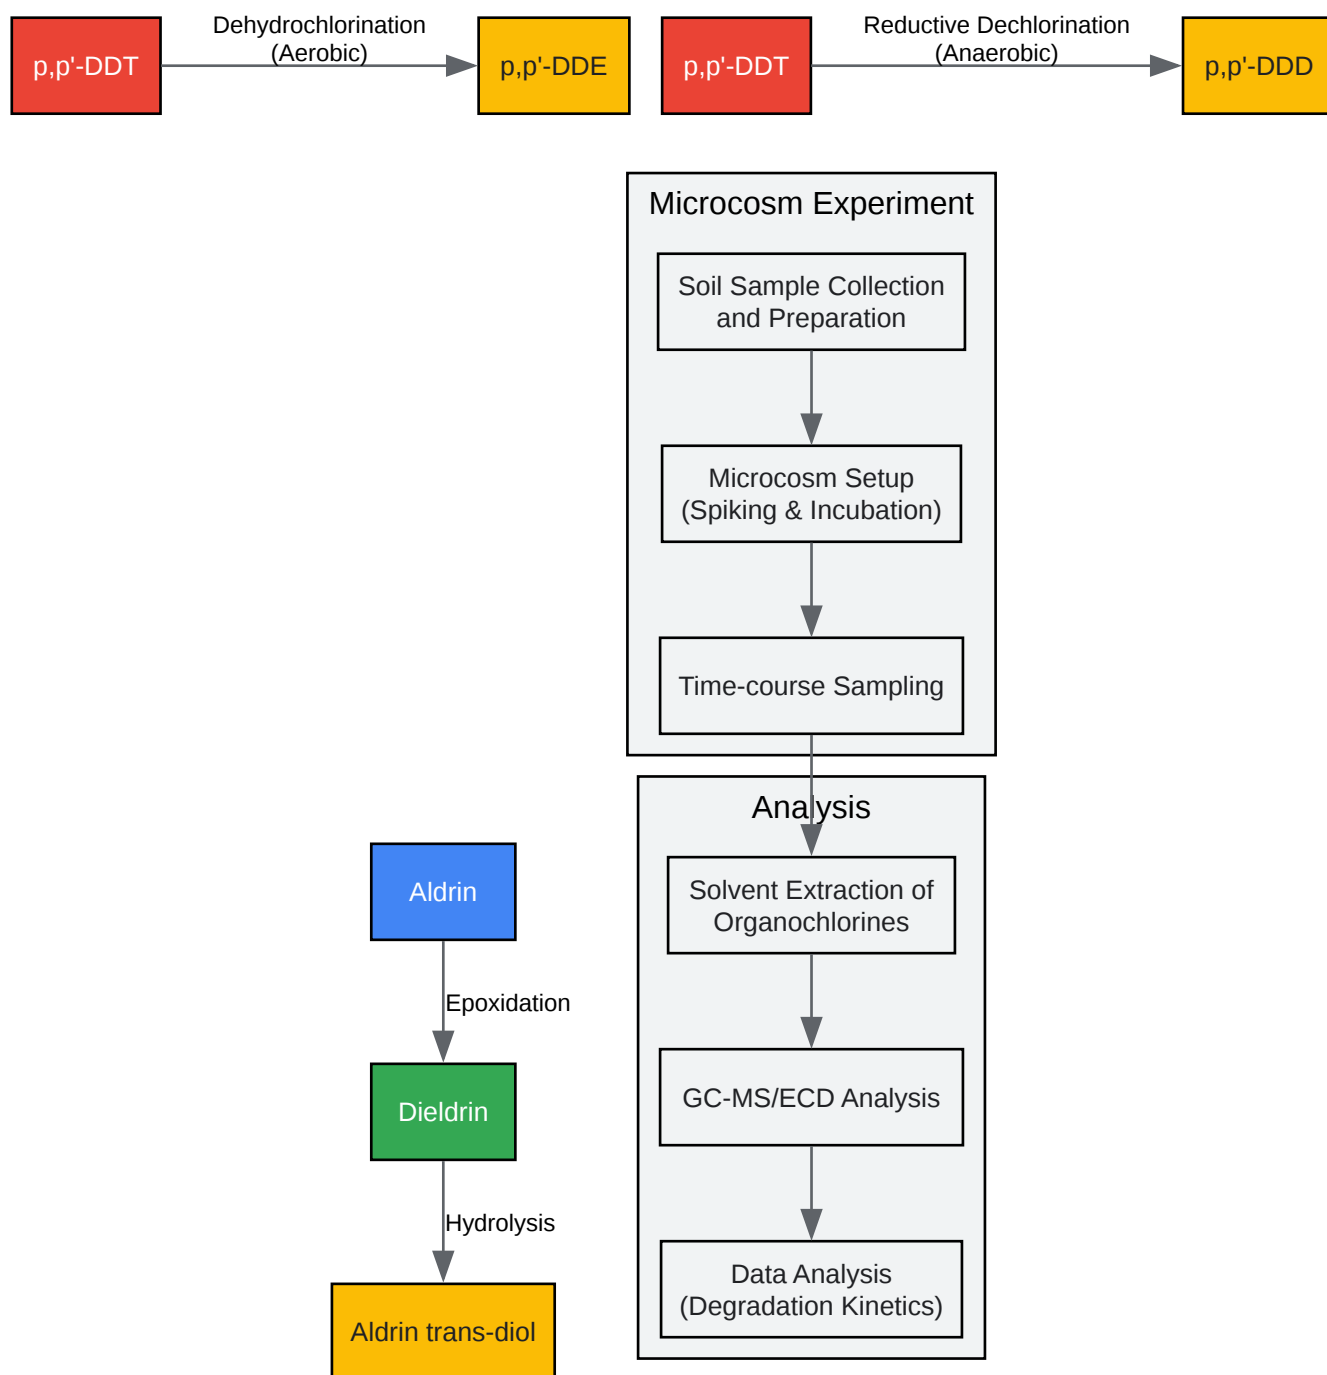 p,p'-DDT
Dehydrochlorination
(Aerobic)
p,p'-DDE
p,p'-DDT
Reductive Dechlorination
(Anaerobic)
p,p'-DDD
Microcosm Experiment
Soil Sample Collection
and Preparation
Microcosm Setup
(Spiking & Incubation)
Time-course Sampling
Analysis
Solvent Extraction of
Organochlorines
GC-MS/ECD Analysis
Data Analysis
(Degradation Kinetics)
Aldrin
Epoxidation
Dieldrin
Hydrolysis
Aldrin trans-diol